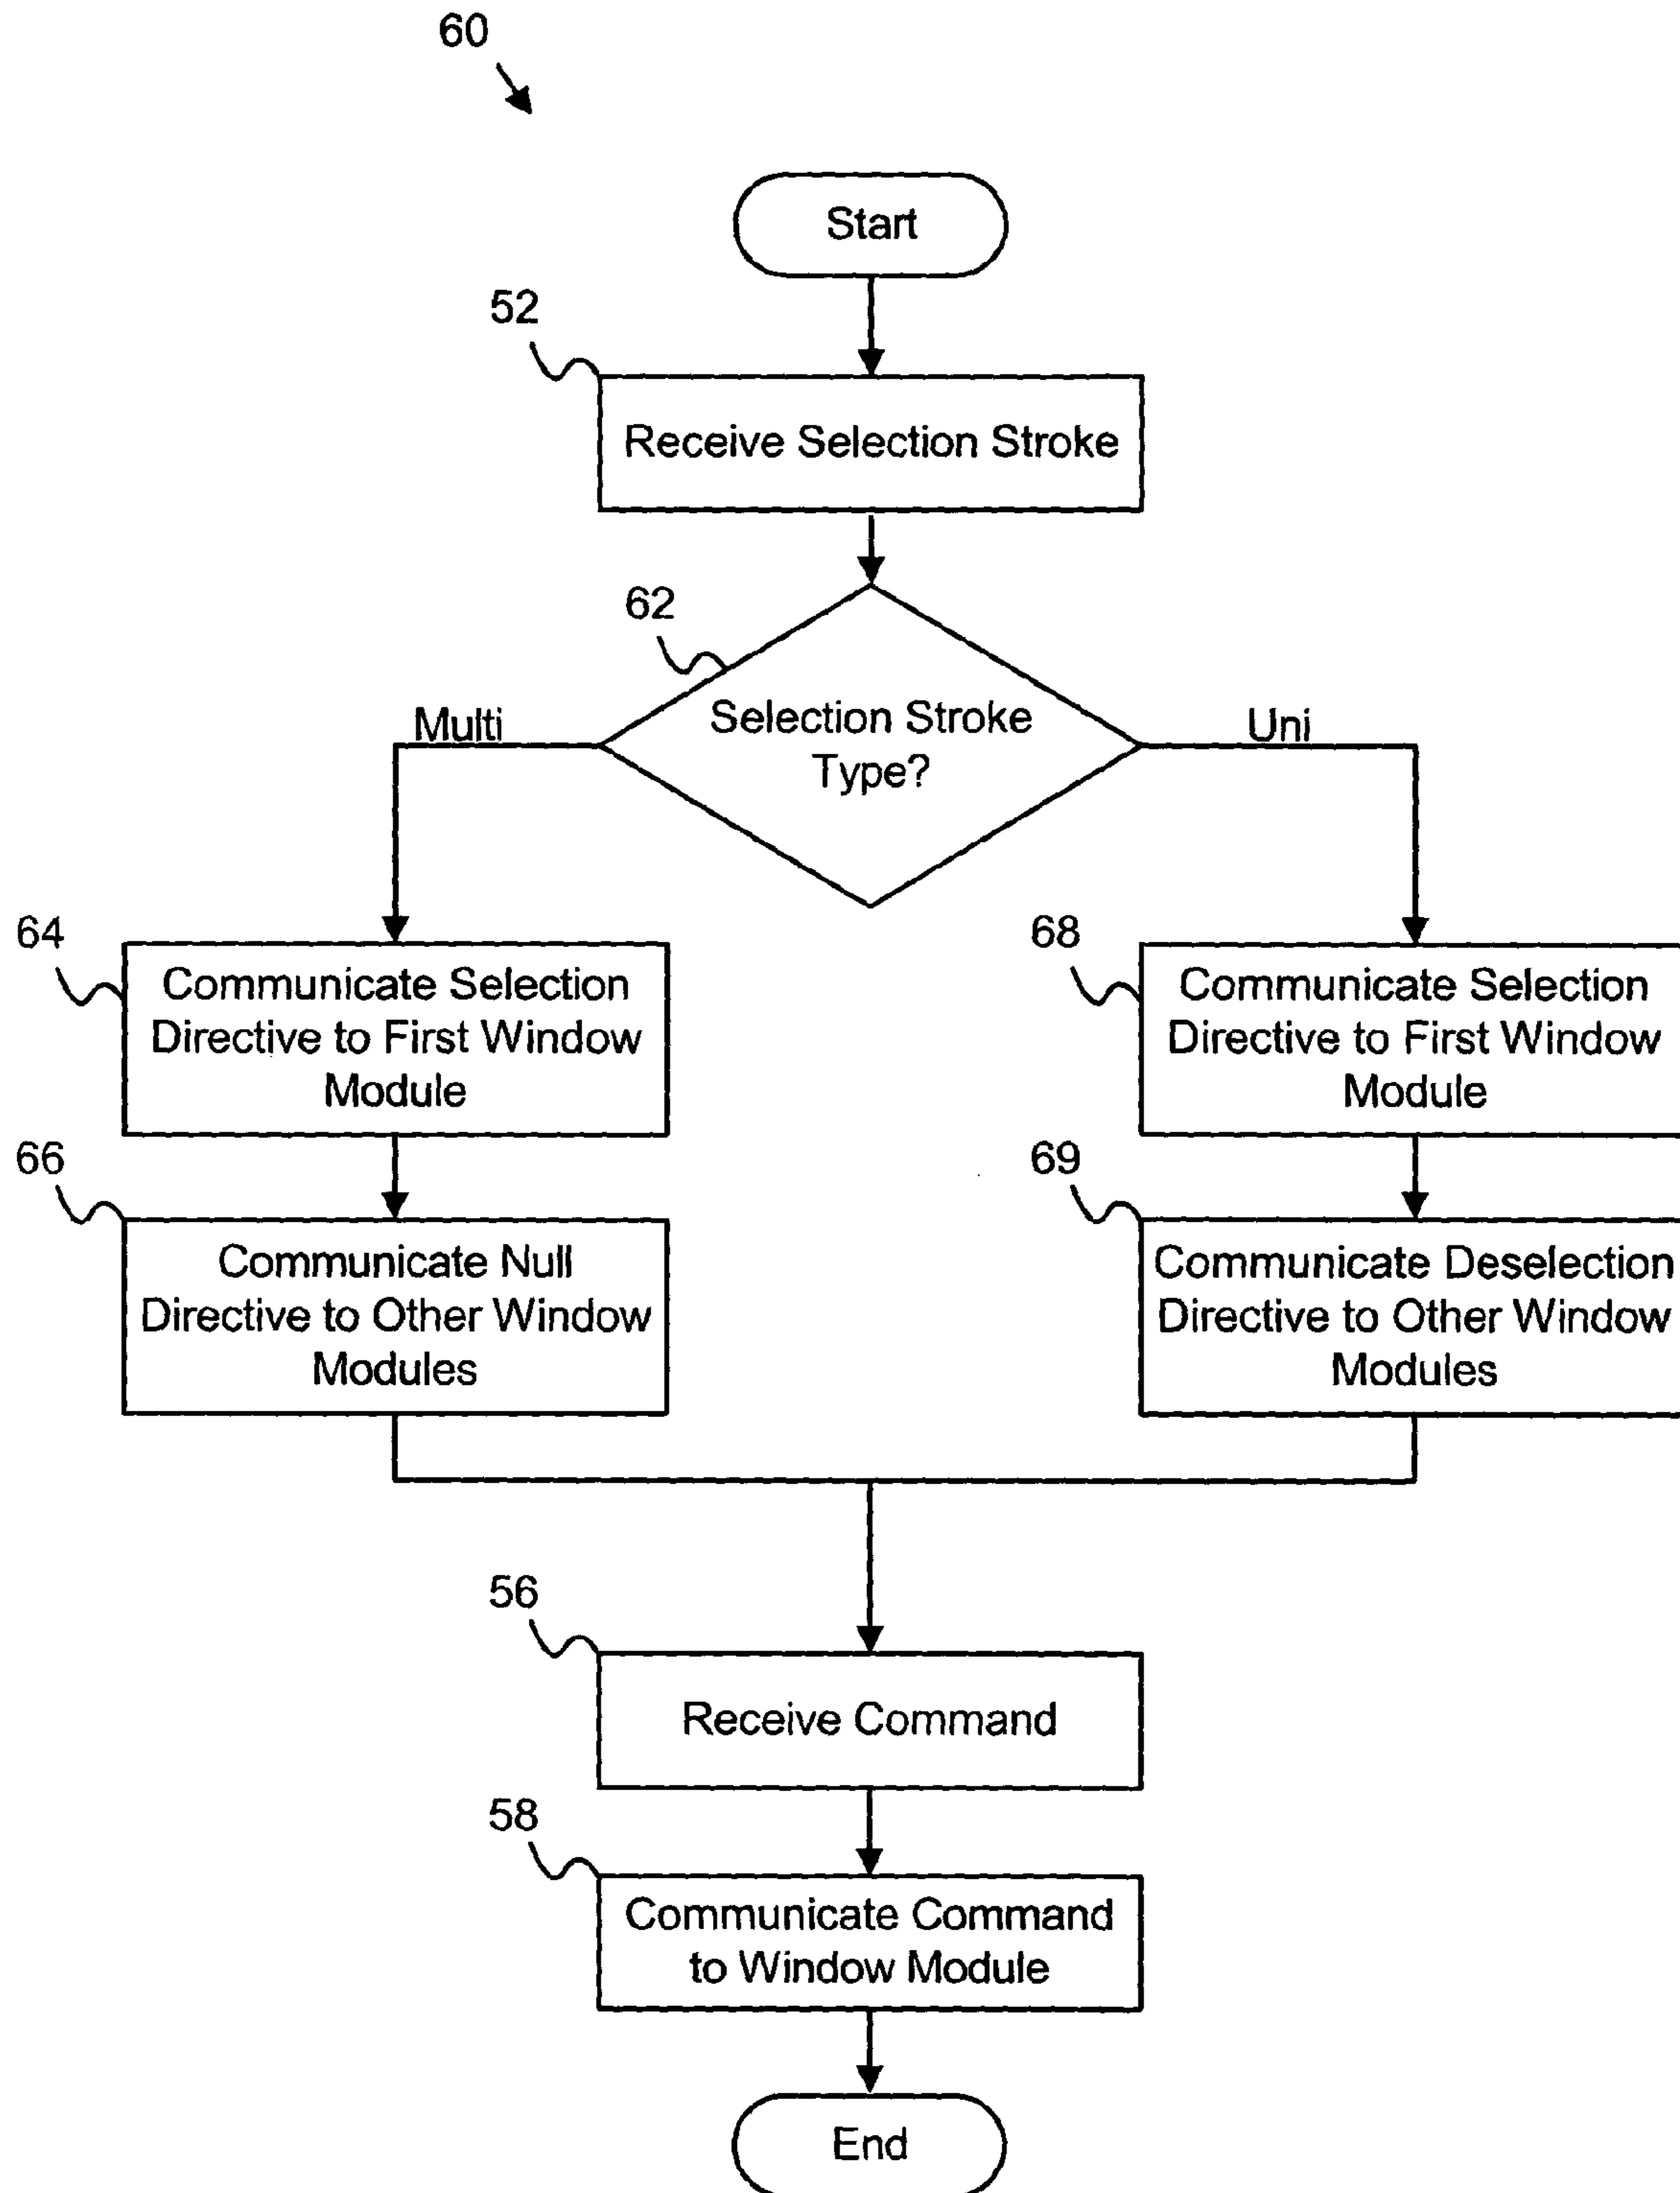 60
Start
52
Receive Selection Stroke
62
Selection Stroke
Type?
Multi
Uni
64
Communicate Selection
Directive to First Window
Module
68
Communicate Selection
Directive to First Window
Module
66
Communicate Null
Directive to Other Window
Modules
69
Communicate Deselection
Directive to Other Window
Modules
56
Receive Command
58
Communicate Command
to Window Module
End